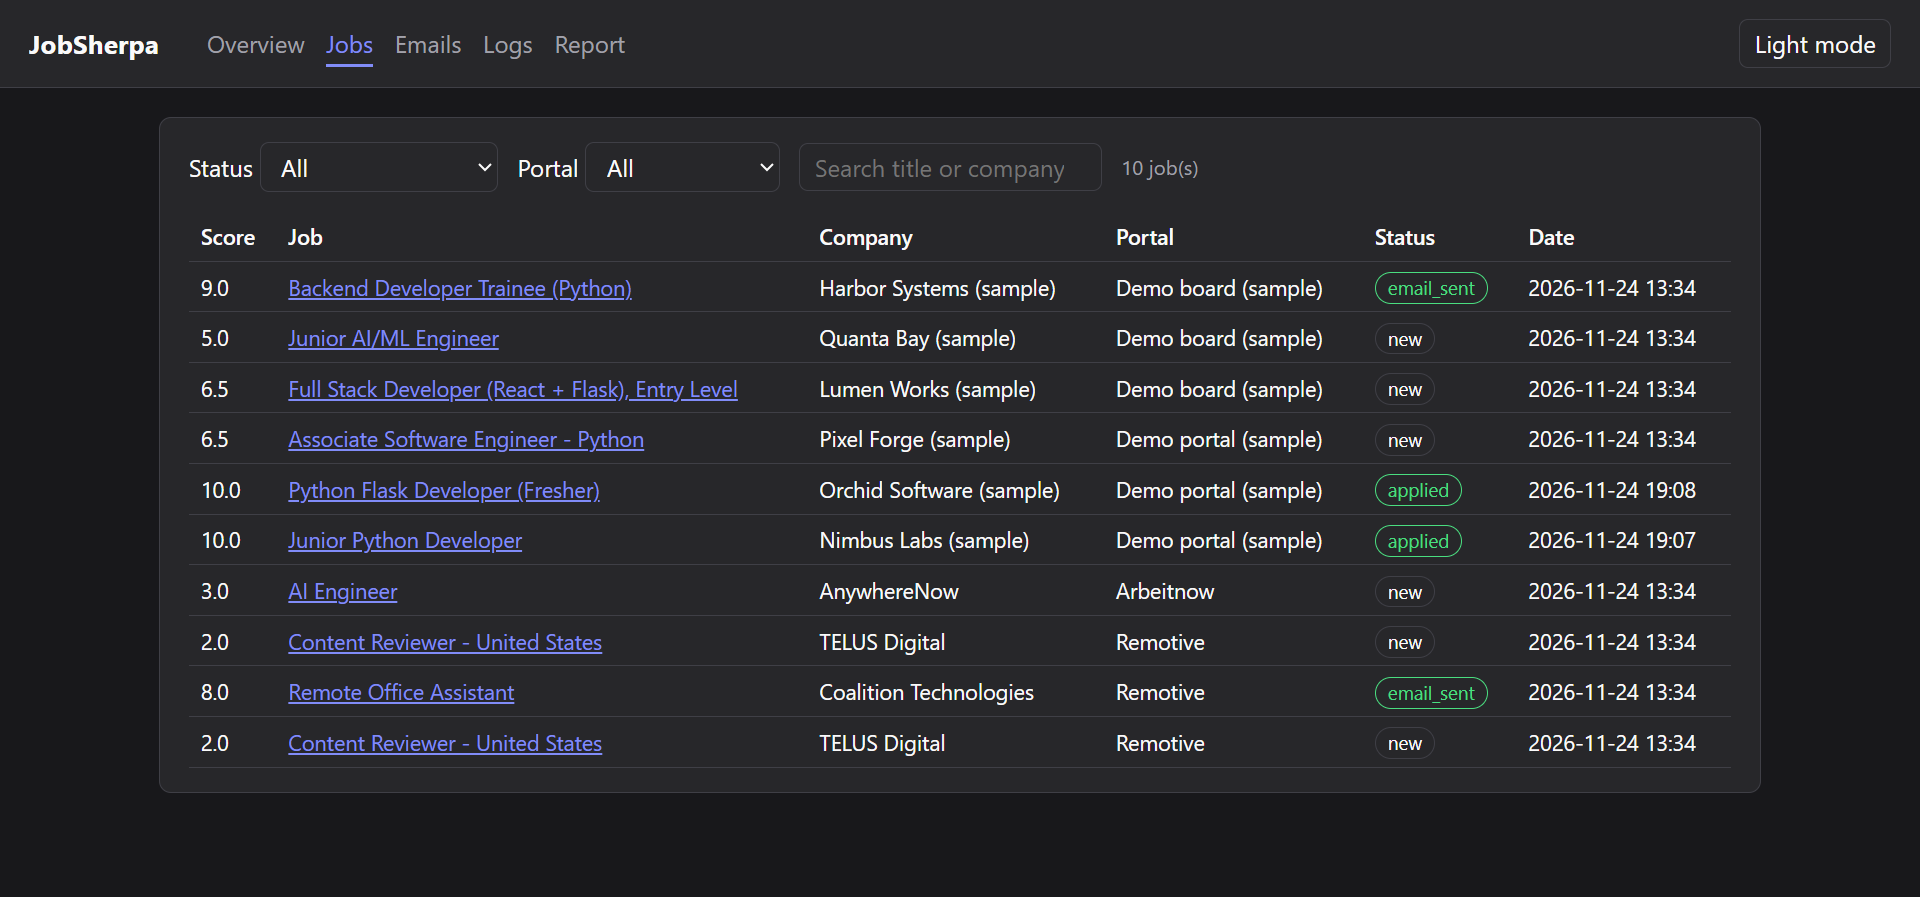 JobSherpa Overview Jobs Emails Logs Report Light mode
Status All Portal All Search title or company 10 job(s)
Score Job Company Portal Status Date
9.0 Backend Developer Trainee (Python) Harbor Systems (sample) Demo board (sample) email_sent 2026-11-24 13:34
5.0 Junior AI/ML Engineer Quanta Bay (sample) Demo board (sample) new 2026-11-24 13:34
6.5 Full Stack Developer (React + Flask), Entry Level Lumen Works (sample) Demo board (sample) new 2026-11-24 13:34
6.5 Associate Software Engineer - Python Pixel Forge (sample) Demo portal (sample) new 2026-11-24 13:34
10.0 Python Flask Developer (Fresher) Orchid Software (sample) Demo portal (sample) applied 2026-11-24 19:08
10.0 Junior Python Developer Nimbus Labs (sample) Demo portal (sample) applied 2026-11-24 19:07
3.0 AI Engineer AnywhereNow Arbeitnow new 2026-11-24 13:34
2.0 Content Reviewer - United States TELUS Digital Remotive new 2026-11-24 13:34
8.0 Remote Office Assistant Coalition Technologies Remotive email_sent 2026-11-24 13:34
2.0 Content Reviewer - United States TELUS Digital Remotive new 2026-11-24 13:34